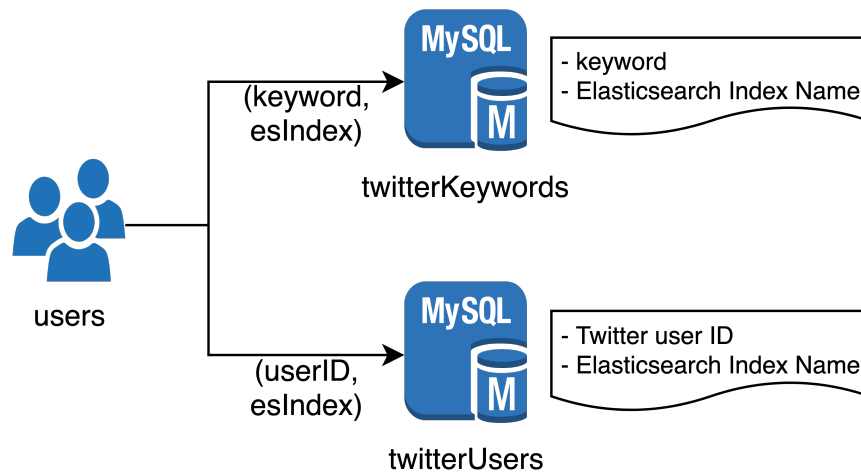 MySQL
M
(keyword,
esIndex)
twitterKeywords
- keyword
- Elasticsearch Index Name
users
MySQL
M
(userID,
esIndex)
twitterUsers
- Twitter user ID
- Elasticsearch Index Name